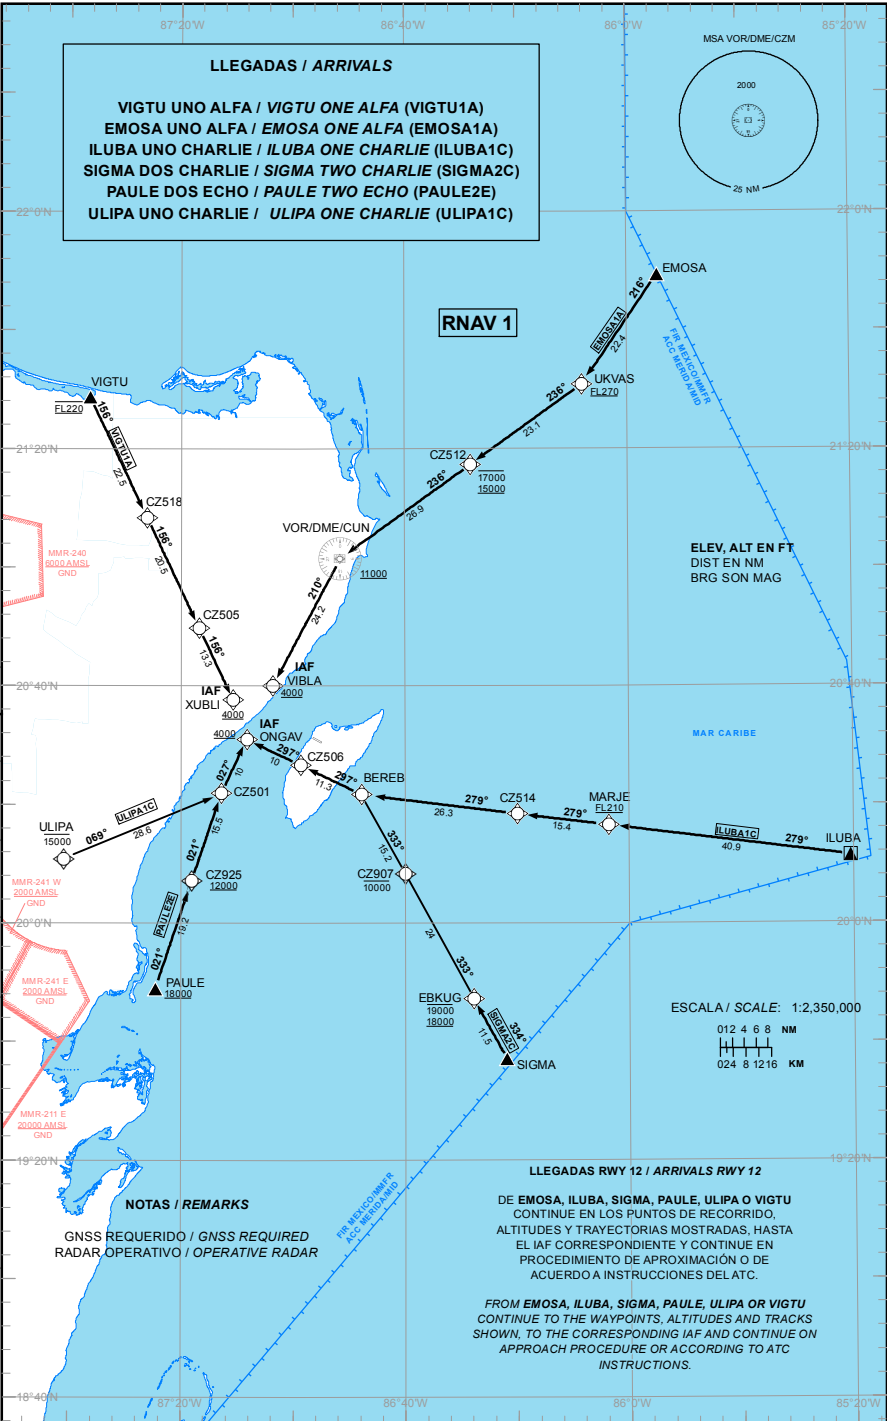 87°20'W
86°40'W
86°0'W
85°20'W
LLEGADAS / ARRIVALS
VIGTU UNO ALFA / VIGTU ONE ALFA (VIGTU1A)
EMOSA UNO ALFA / EMOSA ONE ALFA (EMOSA1A)
ILUBA UNO CHARLIE / ILUBA ONE CHARLIE (ILUBA1C)
SIGMA DOS CHARLIE / SIGMA TWO CHARLIE (SIGMA2C)
PAULE DOS ECHO / PAULE TWO ECHO (PAULE2E)
ULIPA UNO CHARLIE / ULIPA ONE CHARLIE (ULIPA1C)
MSA VOR/DME/CZM
2000
25 NM
22°0'N
22°0'N
EMOSA
216°
EMOSA1A
22.4
RNAV 1
FIR MEXICO/MMFR
ACC MERIDA/MID
UKVAS
FL270
236°
23.1
VIGTU
FL220
156°
VIGTU1A
22.5
21°20'N
21°20'N
CZ512
17000
15000
236°
26.9
CZ518
156°
20.5
VOR/DME/CUN
11000
210°
24.2
ELEV, ALT EN FT
DIST EN NM
BRG SON MAG
MMR-240
6000 AMSL
GND
CZ505
156°
13.3
IAF
XUBLI
4000
IAF
VIBLA
4000
20°40'N
20°40'N
IAF
ONGAV
4000
MAR CARIBE
297°
10
CZ506
297°
11.3
BEREB
027°
10
CZ501
279°
26.3
CZ514
279°
15.4
MARJE
FL210
ILUBA1C
40.9
279°
ILUBA
ULIPA
15000
069°
ULIPA1C
28.6
15.5
021°
CZ925
12000
333°
15.2
CZ907
10000
24
333°
MMR-241 W
2000 AMSL
GND
PAULE2E
19.2
021°
PAULE
18000
20°0'N
20°0'N
MMR-241 E
2000 AMSL
GND
EBKUG
19000
18000
334°
SIGMA2C
11.5
SIGMA
ESCALA / SCALE: 1:2,350,000
012 4 6 8 NM
024 8 1216 KM
MMR-211 E
20000 AMSL
GND
19°20'N
19°20'N
FIR MEXICO/MMFR
ACC MERIDA/MID
NOTAS / REMARKS
GNSS REQUERIDO / GNSS REQUIRED
RADAR OPERATIVO / OPERATIVE RADAR
LLEGADAS RWY 12 / ARRIVALS RWY 12
DE EMOSA, ILUBA, SIGMA, PAULE, ULIPA O VIGTU
CONTINUE EN LOS PUNTOS DE RECORRIDO,
ALTITUDES Y TRAYECTORIAS MOSTRADAS, HASTA
EL IAF CORRESPONDIENTE Y CONTINUE EN
PROCEDIMIENTO DE APROXIMACIÓN O DE
ACUERDO A INSTRUCCIONES DEL ATC.
FROM EMOSA, ILUBA, SIGMA, PAULE, ULIPA OR VIGTU
CONTINUE TO THE WAYPOINTS, ALTITUDES AND TRACKS
SHOWN, TO THE CORRESPONDING IAF AND CONTINUE ON
APPROACH PROCEDURE OR ACCORDING TO ATC
INSTRUCTIONS.
18°40'N
18°40'N
87°20'W
86°40'W
86°0'W
85°20'W